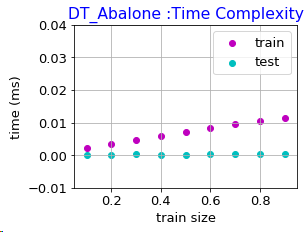 DT_Abalone :Time Complexity
0.04
0.03
0.02
0.01
0.00
-0.01
time (ms)
train
test
0.2 0.4 0.6 0.8
train size